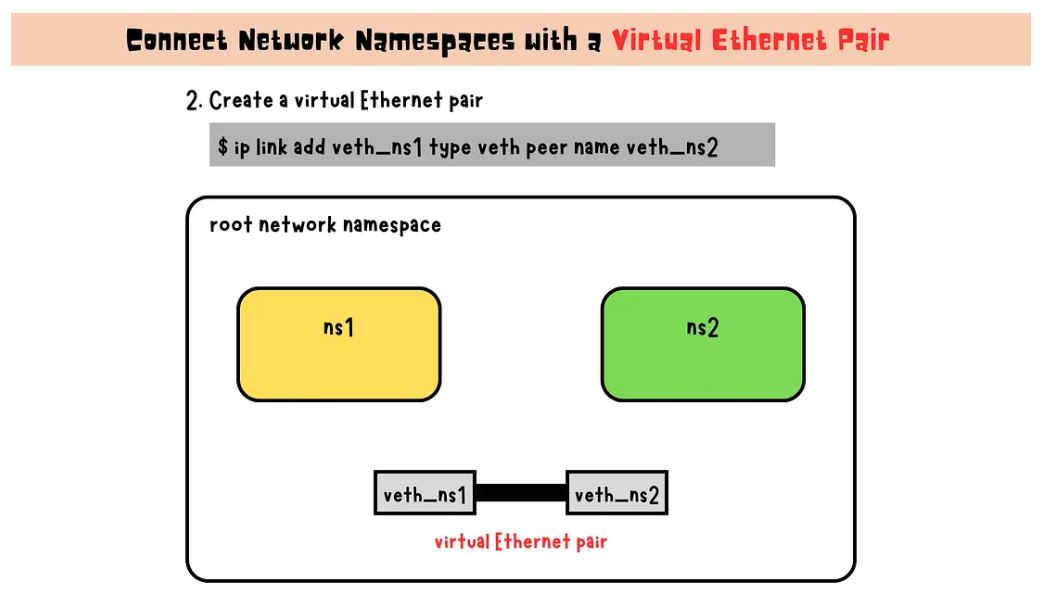 Connect Network Namespaces with a Virtual Ethernet Pair
2. Create a virtual Ethernet pair
$ ip link add veth_ns1 type veth peer name veth_ns2
root network namespace
ns1
ns2
veth_ns1
veth_ns2
virtual Ethernet pair